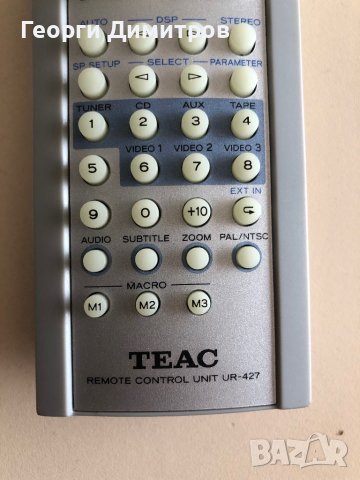 Георги Димитров
AUTO DSP STEREO
SP SETUP SELECT PARAMETER
TUNER CD AUX TAPE
1 2 3 4
VIDEO 1 VIDEO 2 VIDEO 3
5 6 7 8
EXT IN
9 0 +10
AUDIO SUBTITLE ZOOM PAL/NTSC
MACRO
M1 M2 M3
TEAC
REMOTE CONTROL UNIT UR-427
BAZAR